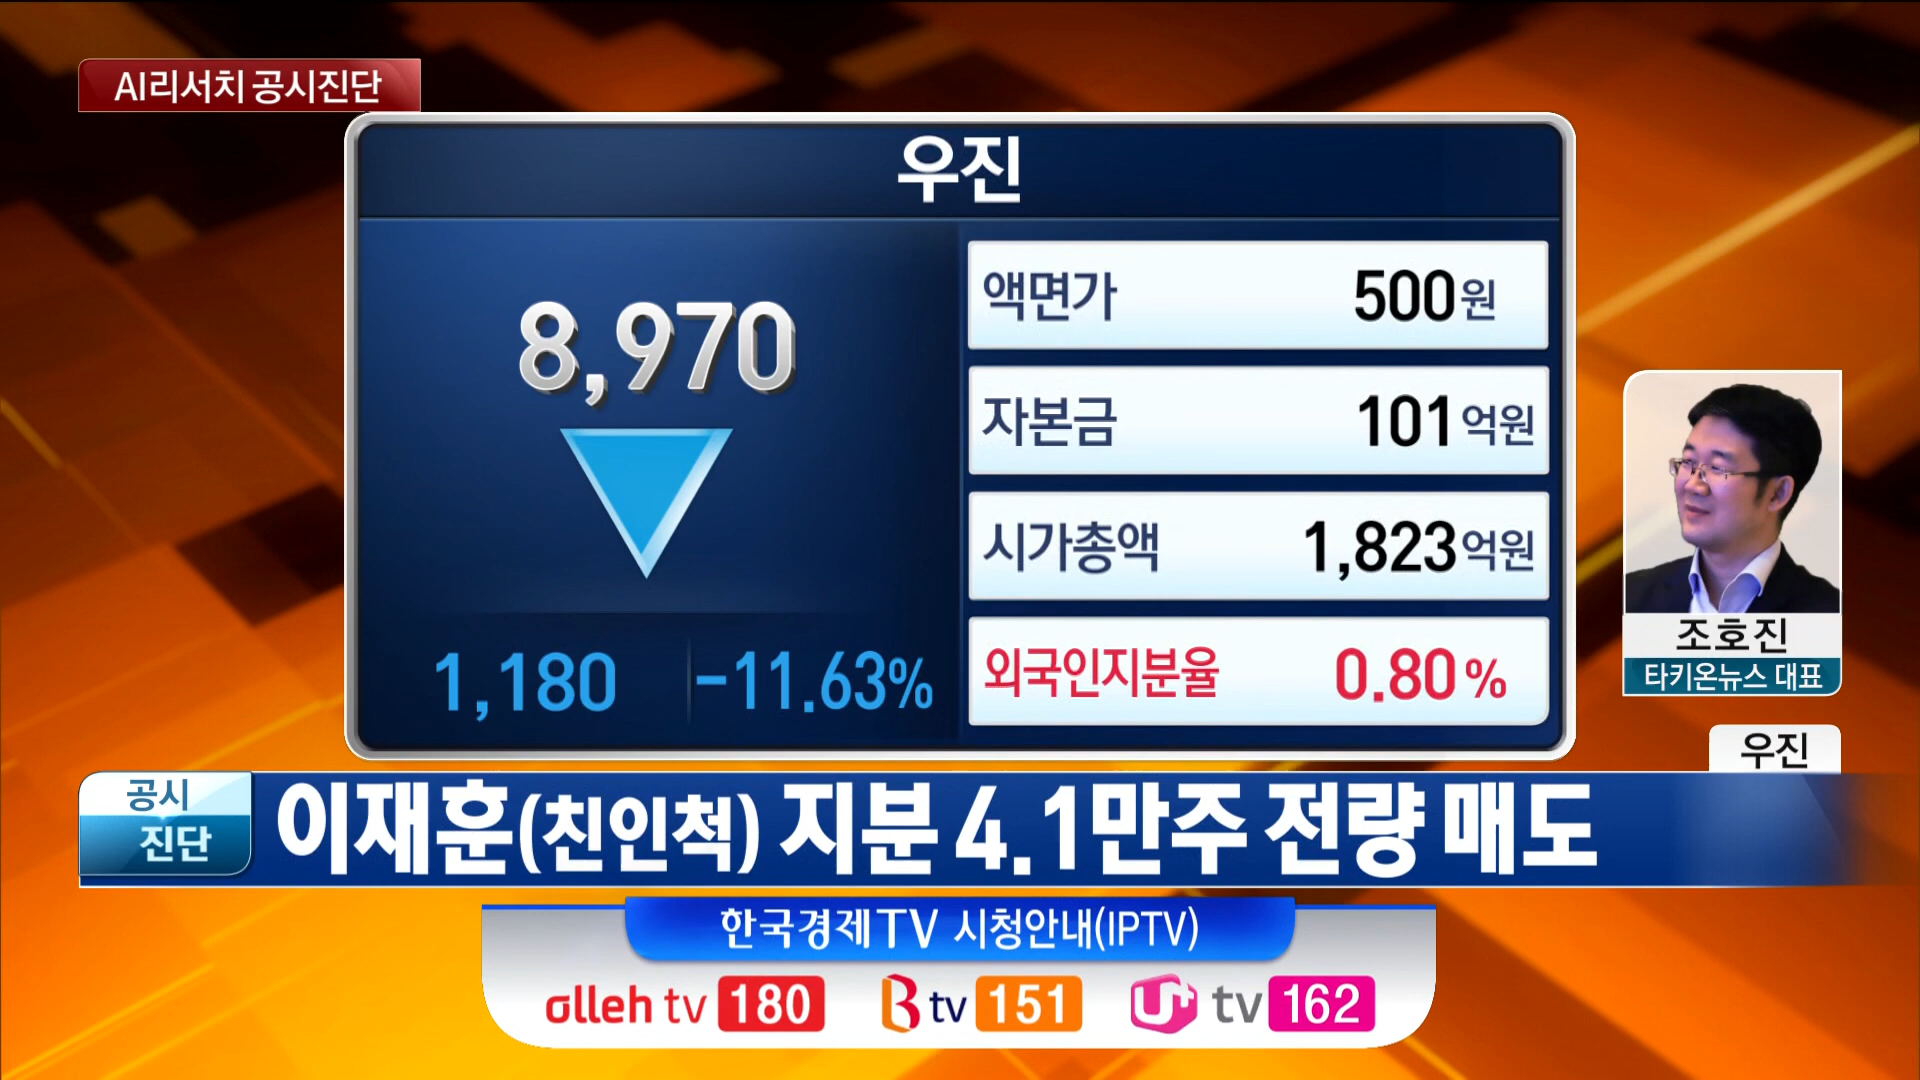 AI리서치 공시진단
우진
8,970
1,180 -11.63%
액면가 500원
자본금 101억원
시가총액 1,823억원
외국인지분율 0.80%
조호진
타키온뉴스 대표
우진
공시
진단
이재훈(친인척) 지분 4.1만주 전량 매도
한국경제TV 시청안내(IPTV)
olleh tv 180 B tv 151 U+ tv 162